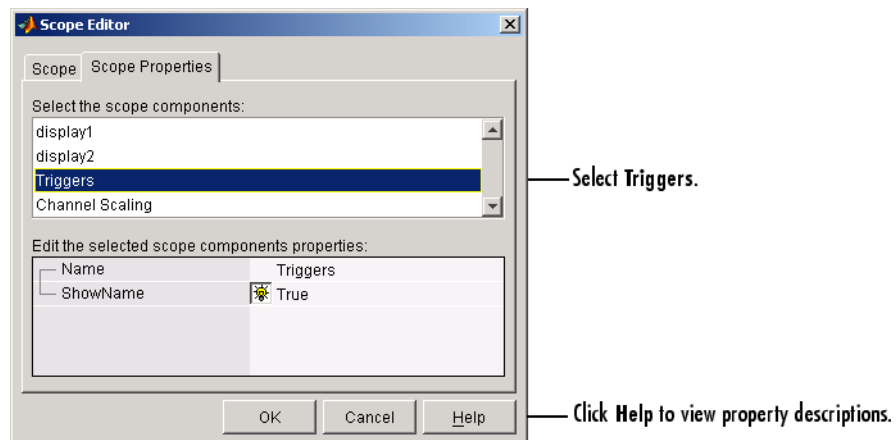 Scope Editor
Scope Scope Properties
Select the scope components:
display1
display2
Triggers
Channel Scaling
Select Triggers.
Edit the selected scope components properties:
Name Triggers
ShowName True
OK Cancel Help
Click Help to view property descriptions.